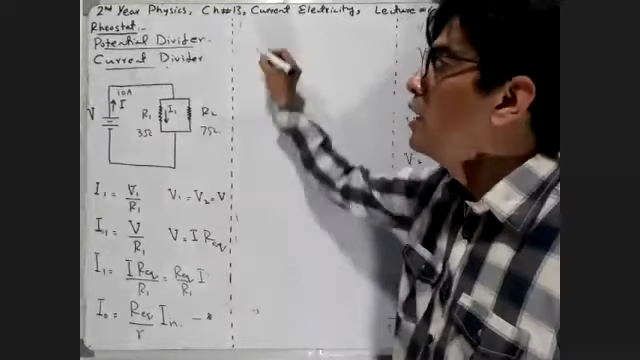 2nd Year Physics, Ch#13, Current Electricity, Lecture =
Rheostat.
Potential Divider.
Current Divider
10A
V I R₁ I₁ R₂
3Ω 7Ω
I₁ = V₁/R₁ V₁ = V₂ = V
I₁ = V/R₁ V = I Req
I₁ = I Req/R₁ = Req/R₁ I
Iₙ = Req/r Iₙ. — *
V₂